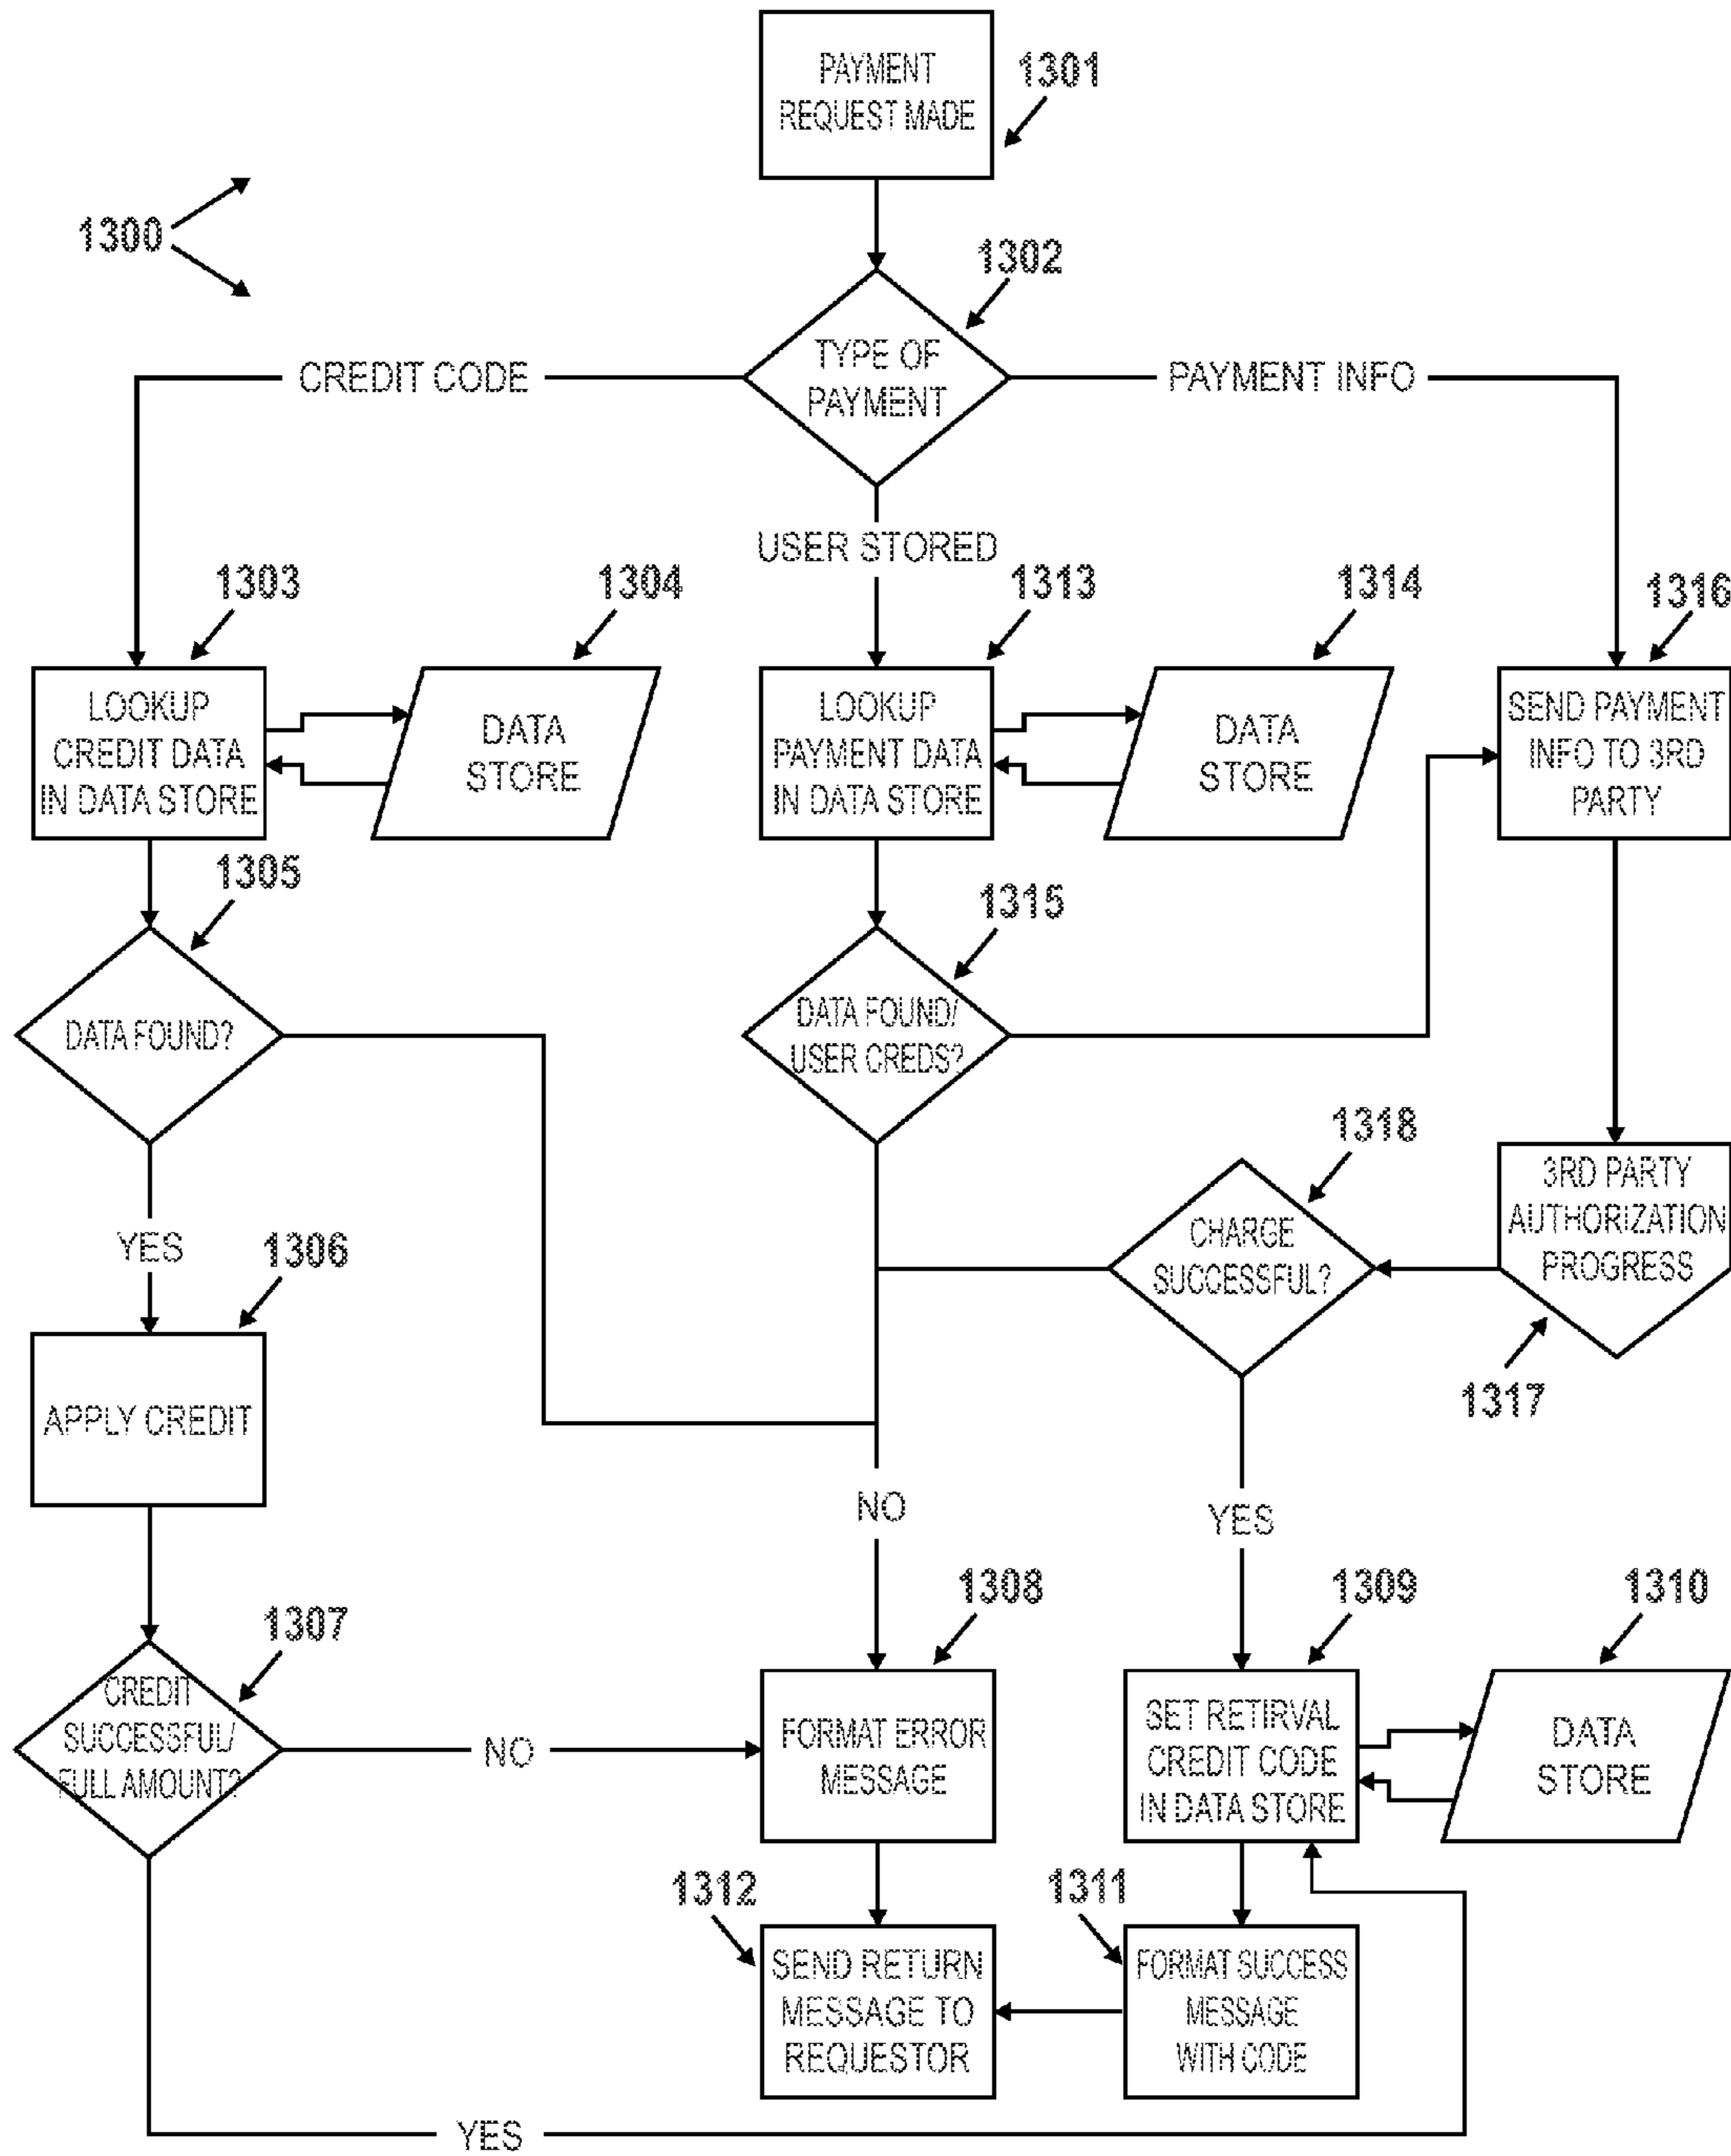 PAYMENT
REQUEST MADE
1301
1300
1302
TYPE OF
PAYMENT
CREDIT CODE
PAYMENT INFO
USER STORED
1303
1304
1313
1314
1316
LOOKUP
CREDIT DATA
IN DATA STORE
DATA
STORE
LOOKUP
PAYMENT DATA
IN DATA STORE
DATA
STORE
SEND PAYMENT
INFO TO 3RD
PARTY
1305
1315
DATA FOUND?
DATA FOUND/
USER CREDS?
1318
3RD PARTY
AUTHORIZATION
PROGRESS
CHARGE
SUCCESSFUL?
YES
1306
1317
APPLY CREDIT
NO
YES
1307
1308
1309
1310
CREDIT
SUCCESSFUL/
FULL AMOUNT?
NO
FORMAT ERROR
MESSAGE
SET RETIRVAL
CREDIT CODE
IN DATA STORE
DATA
STORE
1312
1311
SEND RETURN
MESSAGE TO
REQUESTOR
FORMAT SUCCESS
MESSAGE
WITH CODE
YES